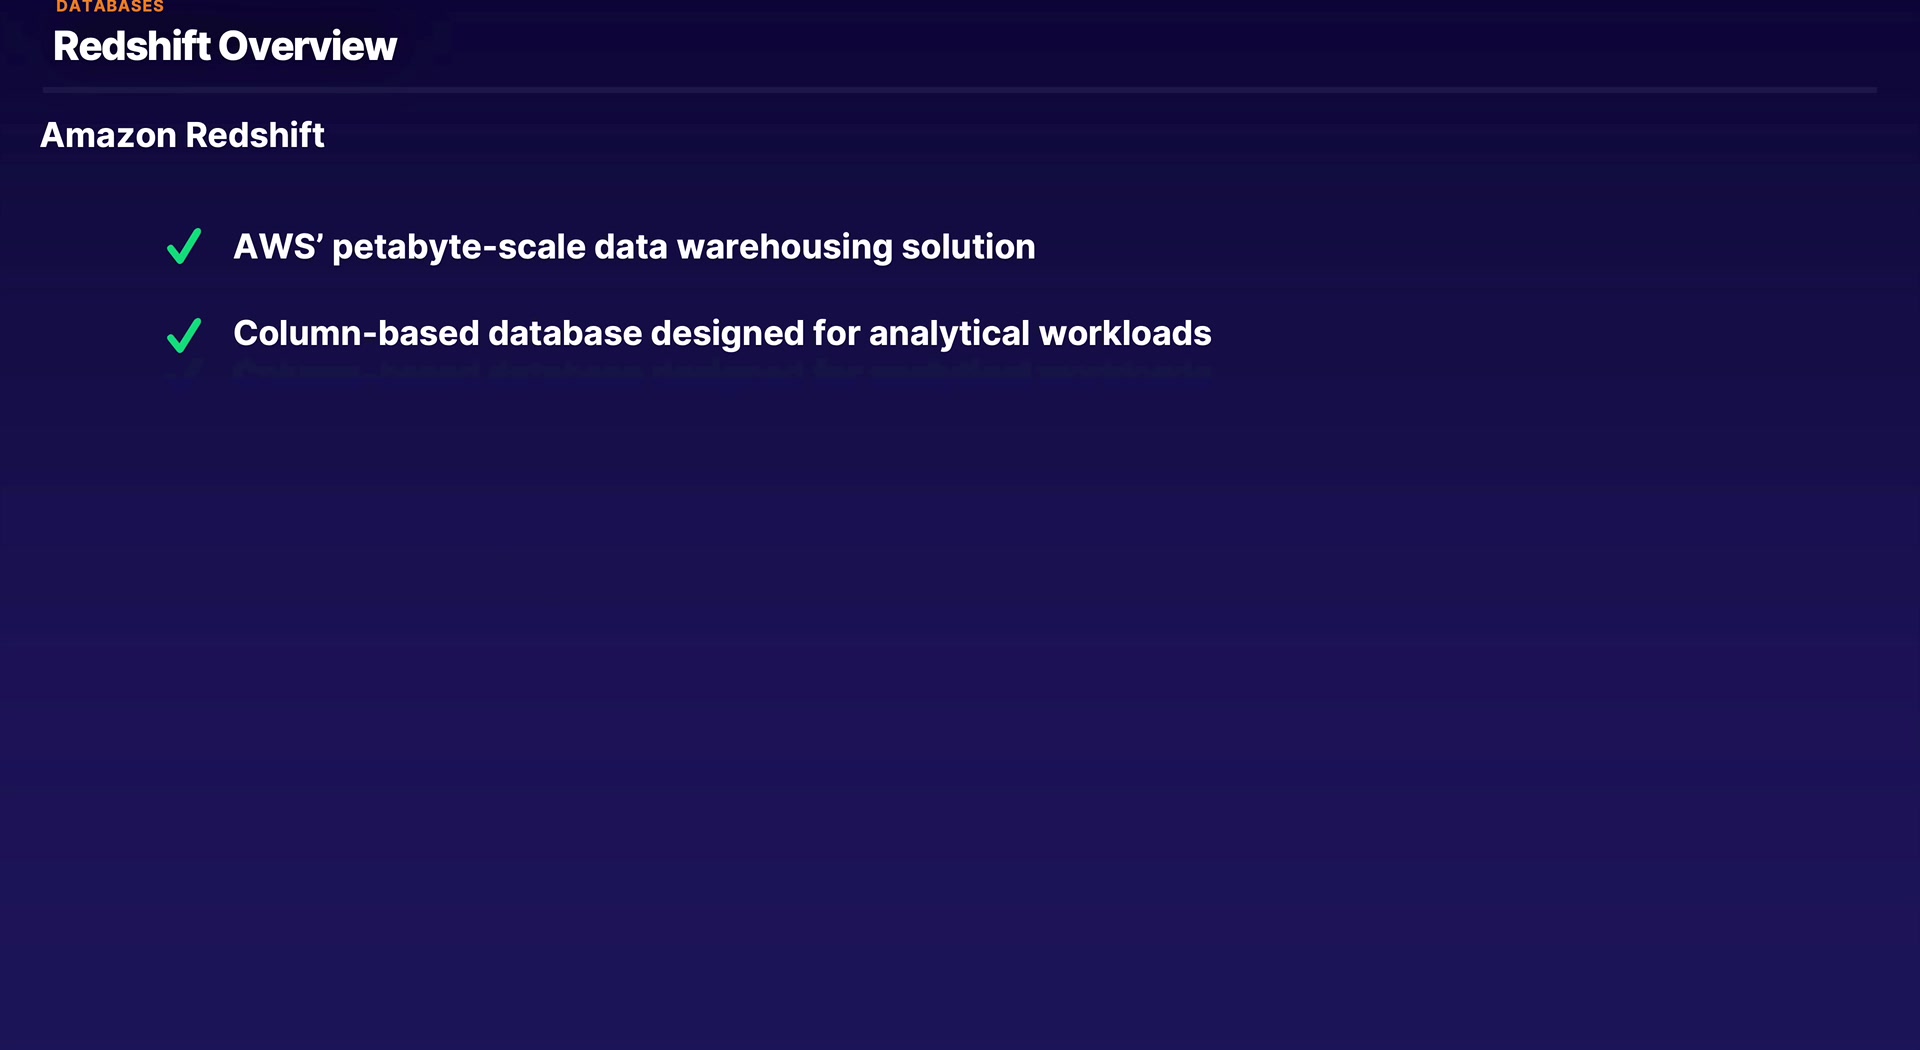 DATABASES
Redshift Overview
Amazon Redshift
AWS’ petabyte-scale data warehousing solution
Column-based database designed for analytical workloads